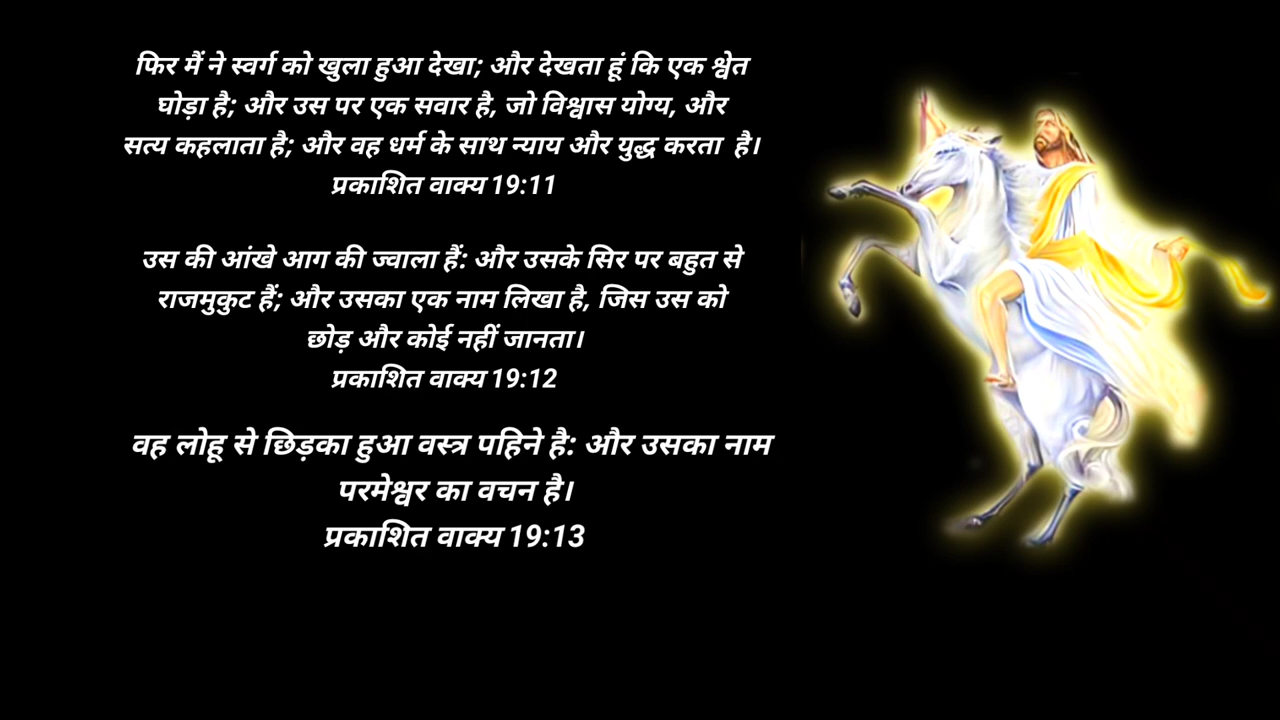 फिर मैं ने स्वर्ग को खुला हुआ देखा; और देखता हूं कि एक श्वेत
घोड़ा है; और उस पर एक सवार है, जो विश्वास योग्य, और
सत्य कहलाता है; और वह धर्म के साथ न्याय और युद्ध करता  है।
प्रकाशित वाक्य 19:11
उस की आंखे आग की ज्वाला हैं: और उसके सिर पर बहुत से
राजमुकुट हैं; और उसका एक नाम लिखा है, जिस उस को
छोड़ और कोई नहीं जानता।
प्रकाशित वाक्य 19:12
वह लोहू से छिड़का हुआ वस्त्र पहिने है: और उसका नाम
परमेश्वर का वचन है।
प्रकाशित वाक्य 19:13